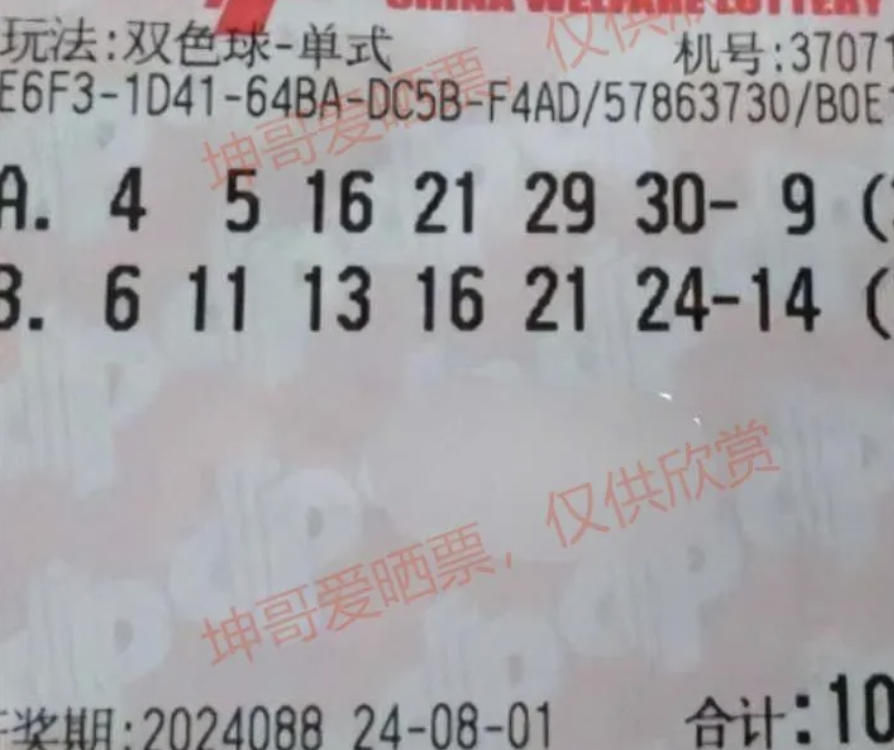 CHINA WELFARE LOTTERY
玩法:双色球-单式 机号:37071
E6F3-1D41-64BA-DC5B-F4AD/57863730/B0E
坤哥爱晒票，仅供欣赏
A. 4 5 16 21 29 30- 9 (
B. 6 11 13 16 21 24-14 (
坤哥爱晒票，仅供欣赏
奖期:2024088 24-08-01 合计:10